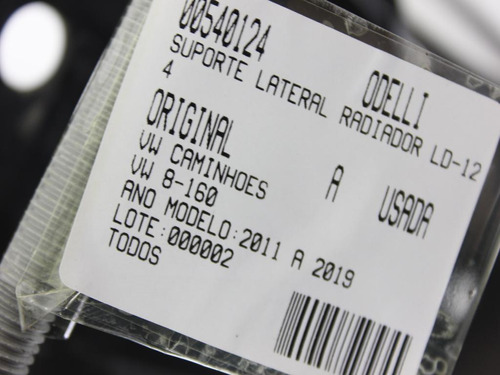 00540124 ODELLI
SUPORTE LATERAL RADIADOR LD-12
4
ORIGINAL A USADA
VW CAMINHOES
VW 8-160
ANO MODELO:2011 A 2019
LOTE:000002
TODOS